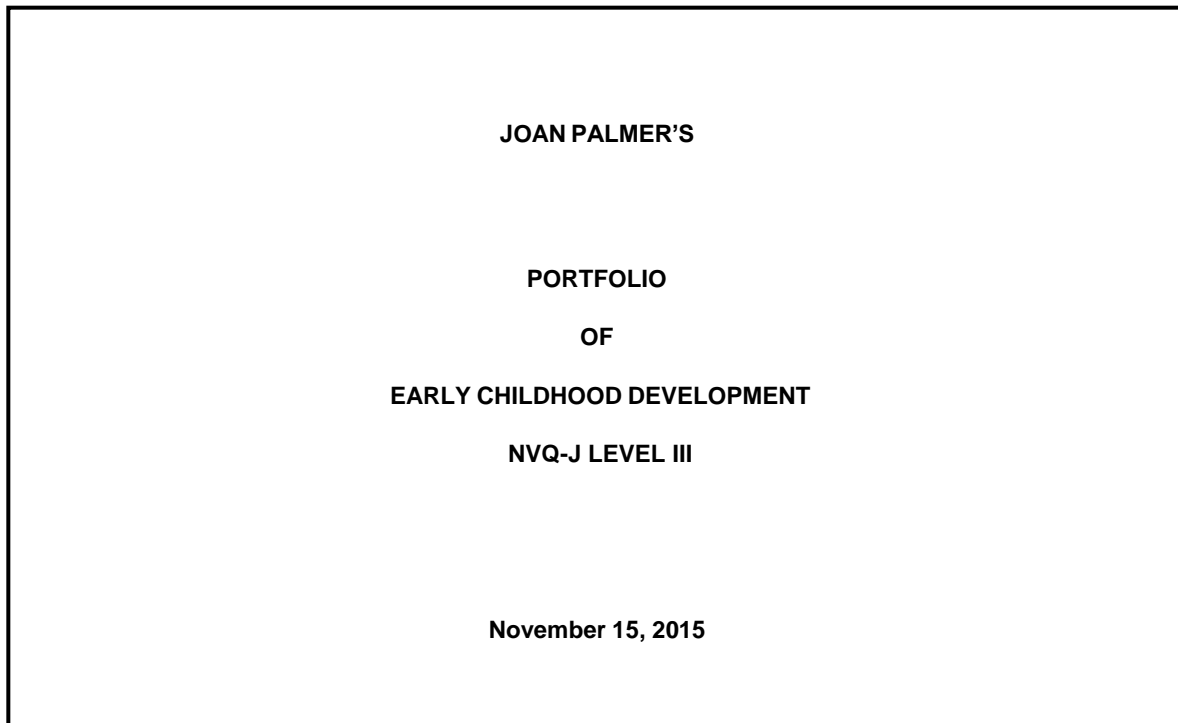 JOAN PALMER’S
PORTFOLIO
OF
EARLY CHILDHOOD DEVELOPMENT
NVQ-J LEVEL III
November 15, 2015